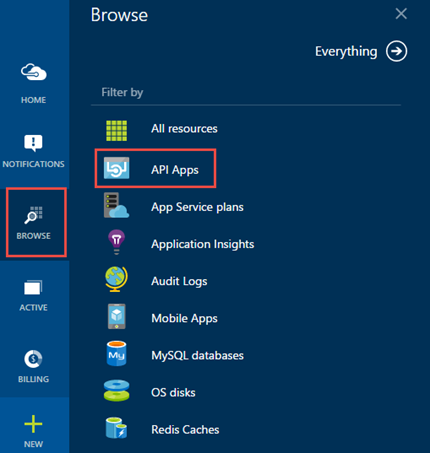 Browse
Everything
HOME
Filter by
All resources
NOTIFICATIONS
API Apps
App Service plans
BROWSE
Application Insights
Audit Logs
ACTIVE
Mobile Apps
MySQL databases
BILLING
OS disks
Redis Caches
NEW